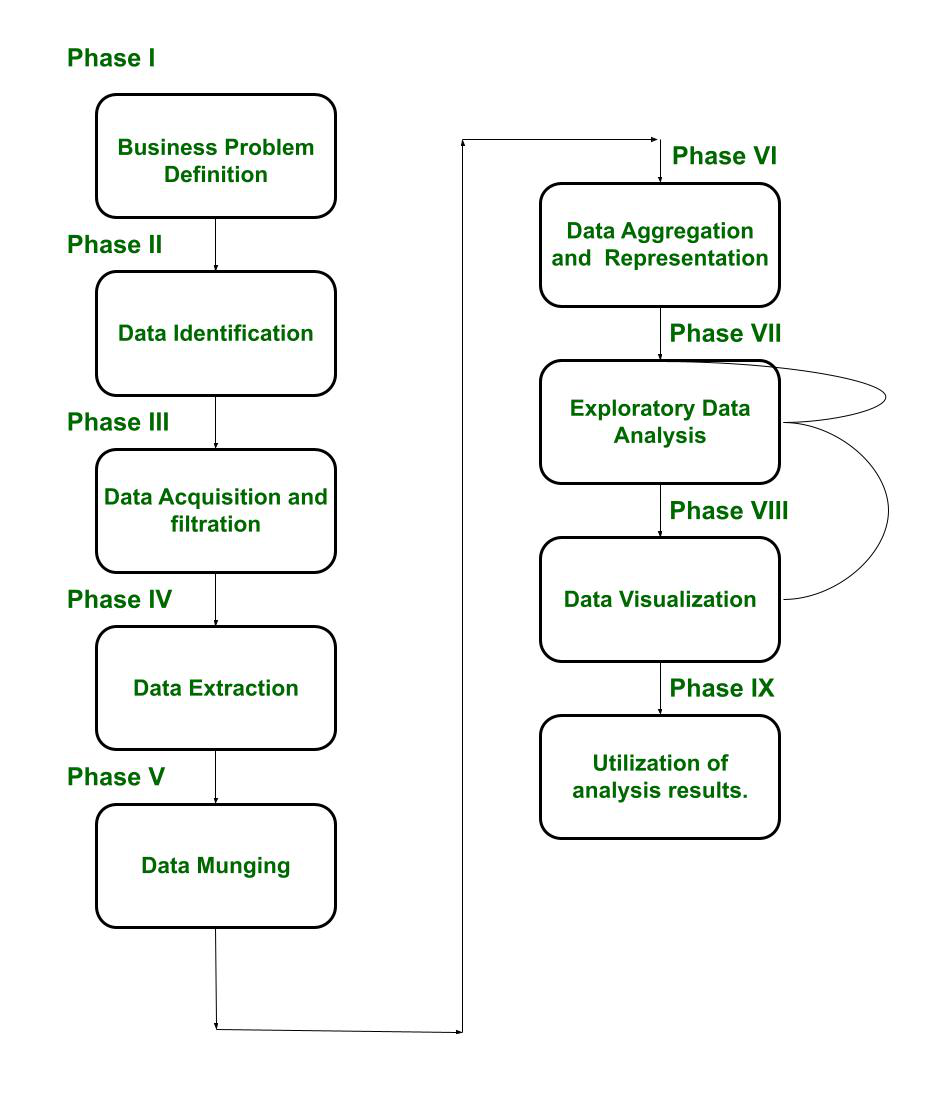 Phase I
Business Problem
Definition
Phase II
Data Identification
Phase III
Data Acquisition and
filtration
Phase IV
Data Extraction
Phase V
Data Munging
Phase VI
Data Aggregation
and  Representation
Phase VII
Exploratory Data
Analysis
Phase VIII
Data Visualization
Phase IX
Utilization of
analysis results.